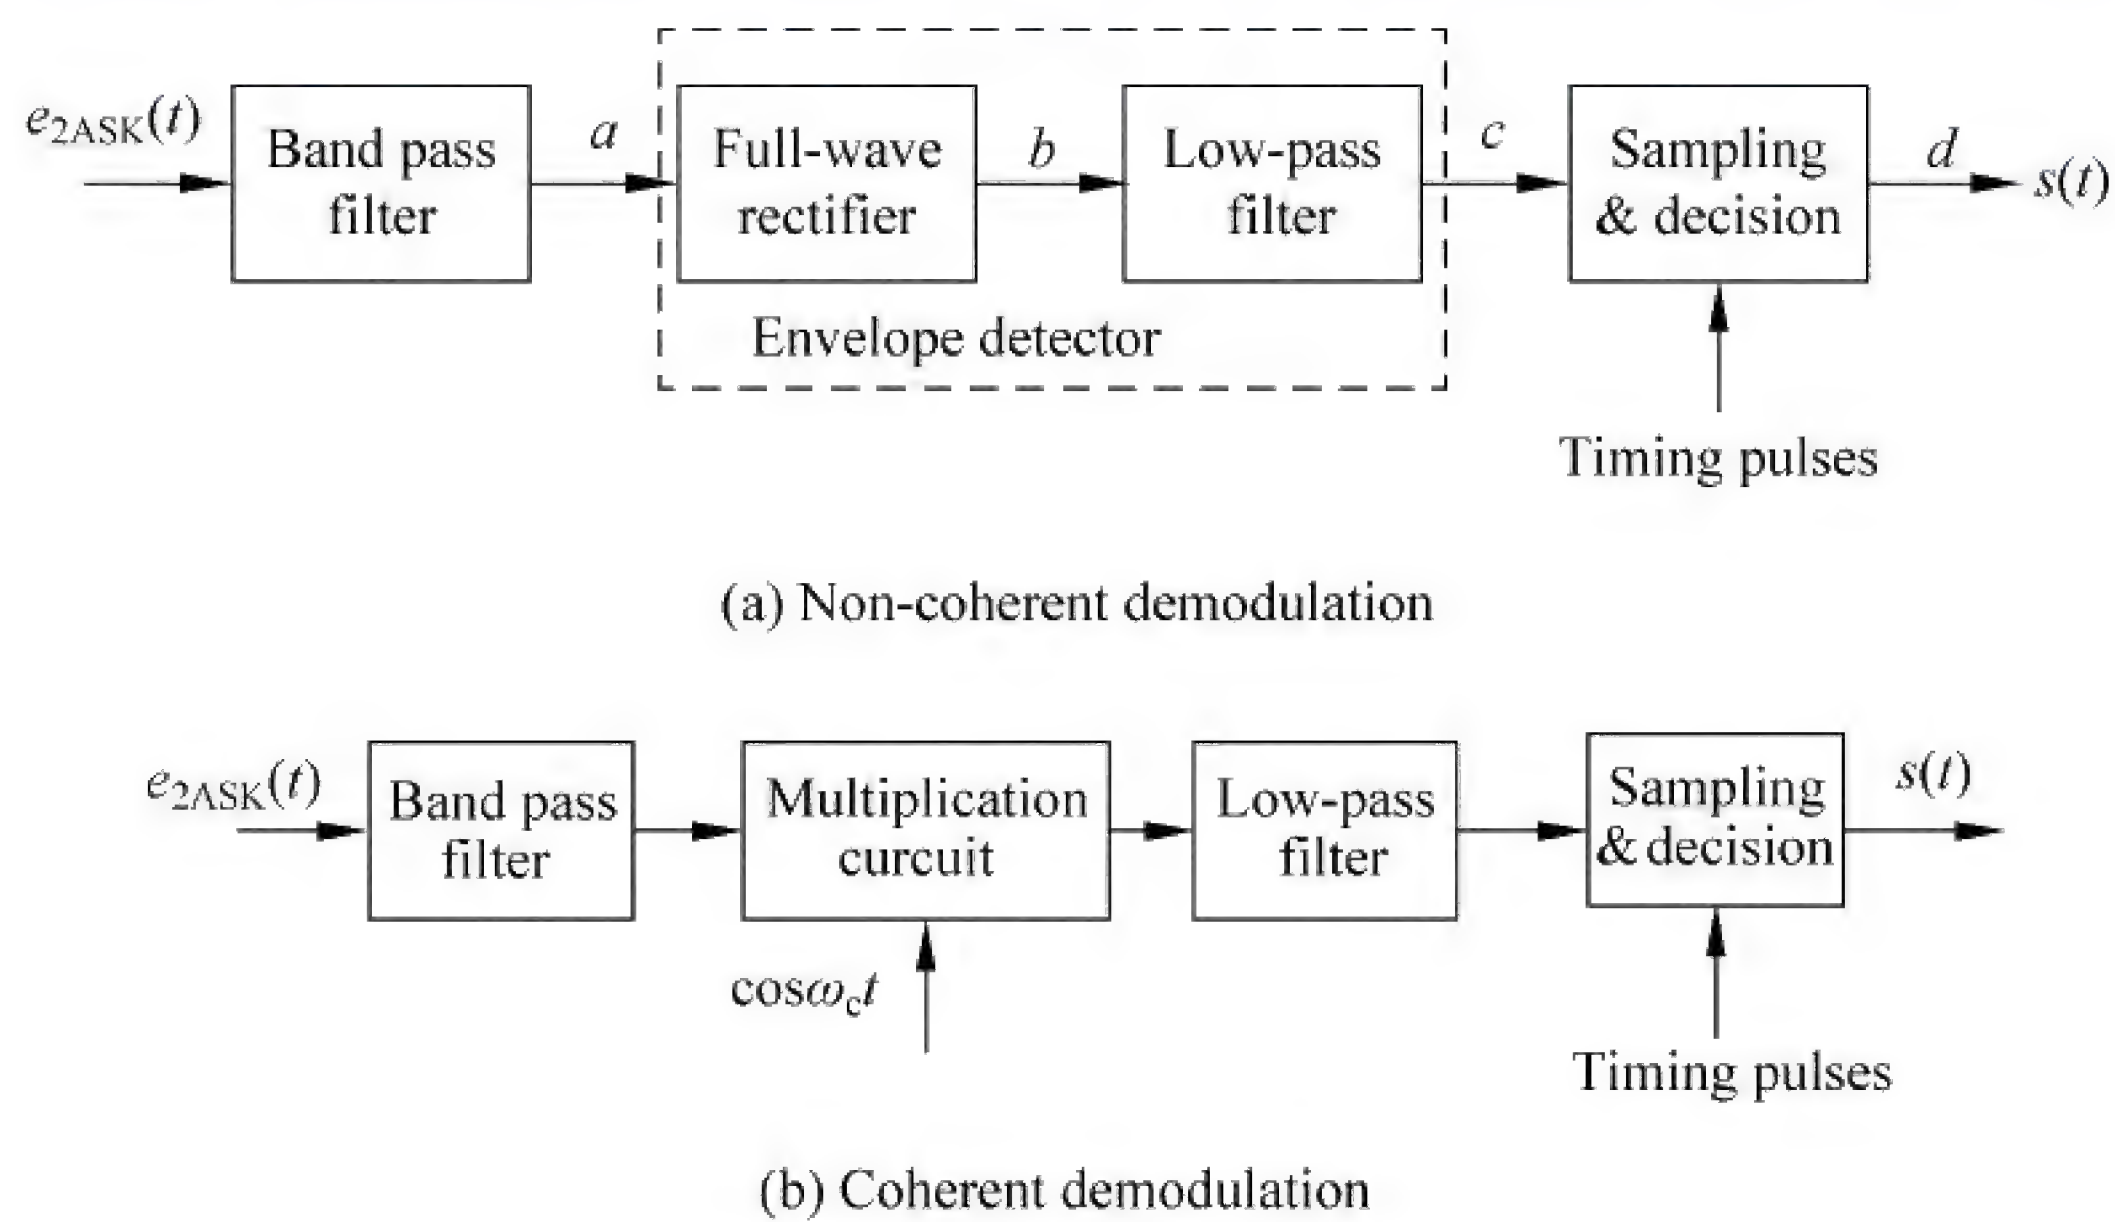 e2ASK(t)
Band pass
filter
a
Full-wave
rectifier
b
Low-pass
filter
c
Sampling
& decision
d
s(t)
Envelope detector
Timing pulses
(a) Non-coherent demodulation
e2ASK(t)
Band pass
filter
Multiplication
curcuit
Low-pass
filter
Sampling
& decision
s(t)
cosωct
Timing pulses
(b) Coherent demodulation